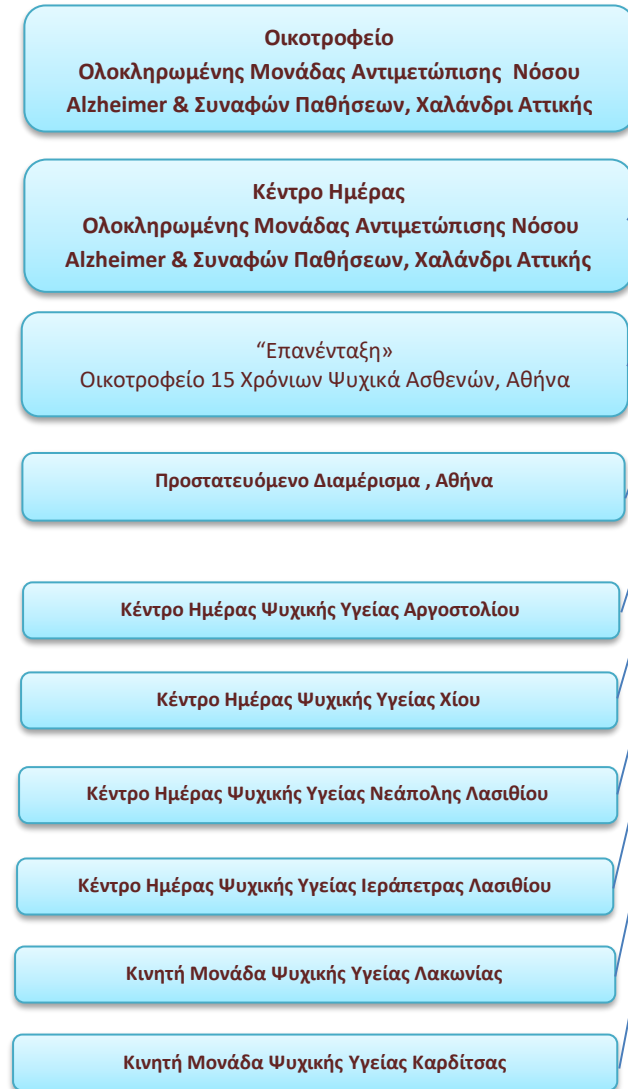 Οικοτροφείο
Ολοκληρωμένης Μονάδας Αντιμετώπισης Νόσου
Alzheimer & Συναφών Παθήσεων, Χαλάνδρι Αττικής
Κέντρο Ημέρας
Ολοκληρωμένης Μονάδας Αντιμετώπισης Νόσου
Alzheimer & Συναφών Παθήσεων, Χαλάνδρι Αττικής
“Επανένταξη»
Οικοτροφείο 15 Χρόνιων Ψυχικά Ασθενών, Αθήνα
Προστατευόμενο Διαμέρισμα , Αθήνα
Κέντρο Ημέρας Ψυχικής Υγείας Αργοστολίου
Κέντρο Ημέρας Ψυχικής Υγείας Χίου
Κέντρο Ημέρας Ψυχικής Υγείας Νεάπολης Λασιθίου
Κέντρο Ημέρας Ψυχικής Υγείας Ιεράπετρας Λασιθίου
Κινητή Μονάδα Ψυχικής Υγείας Λακωνίας
Κινητή Μονάδα Ψυχικής Υγείας Καρδίτσας